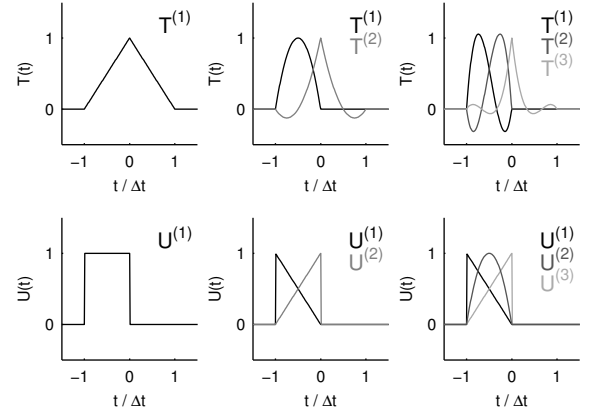 T(1)
T(t)
1
0
−1 0 1
t / Δt
T(1)
T(2)
T(t)
1
0
−1 0 1
t / Δt
T(1)
T(2)
T(3)
T(t)
1
0
−1 0 1
t / Δt
U(1)
U(t)
1
0
−1 0 1
t / Δt
U(1)
U(2)
U(t)
1
0
−1 0 1
t / Δt
U(1)
U(2)
U(3)
U(t)
1
0
−1 0 1
t / Δt